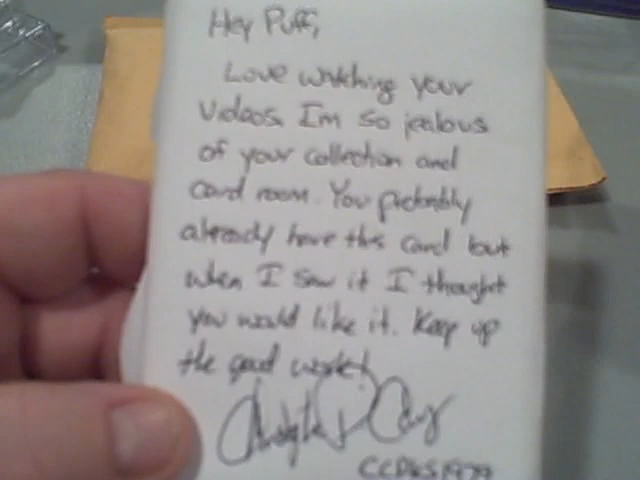 Hey Puff,
Love watching your
videos. I'm so jealous
of your collection and
card room. You probably
already have this card but
when I saw it I thought
you would like it. Keep up
the good work!